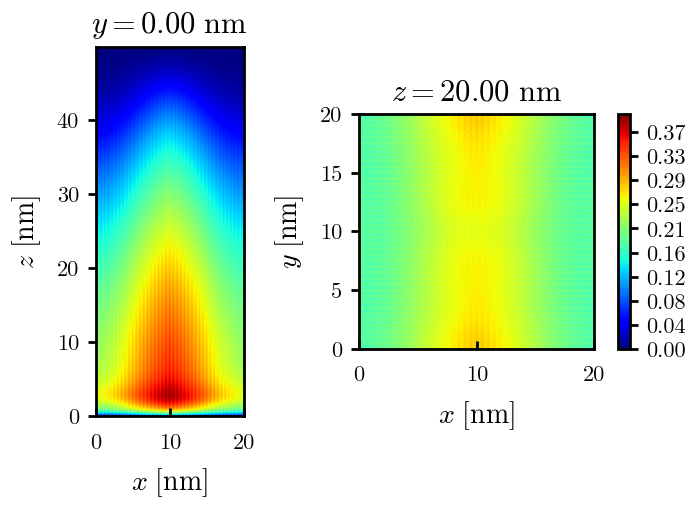 y = 0.00 nm
40
30
20
10
0
z [nm]
0 10 20
x [nm]
z = 20.00 nm
20
15
10
5
0
y [nm]
0 10 20
x [nm]
0.37
0.33
0.29
0.25
0.21
0.16
0.12
0.08
0.04
0.00